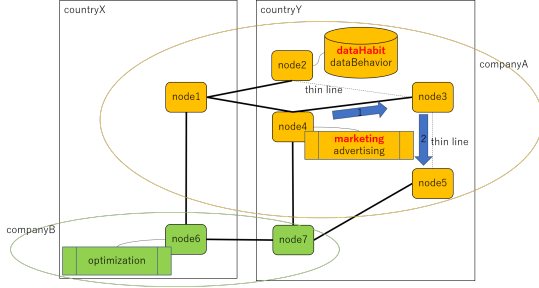 countryX
countryY
dataHabit
dataBehavior
node2
companyA
node1
thin line
node3
1
node4
marketing
advertising
2
thin line
node5
companyB
node6
node7
optimization